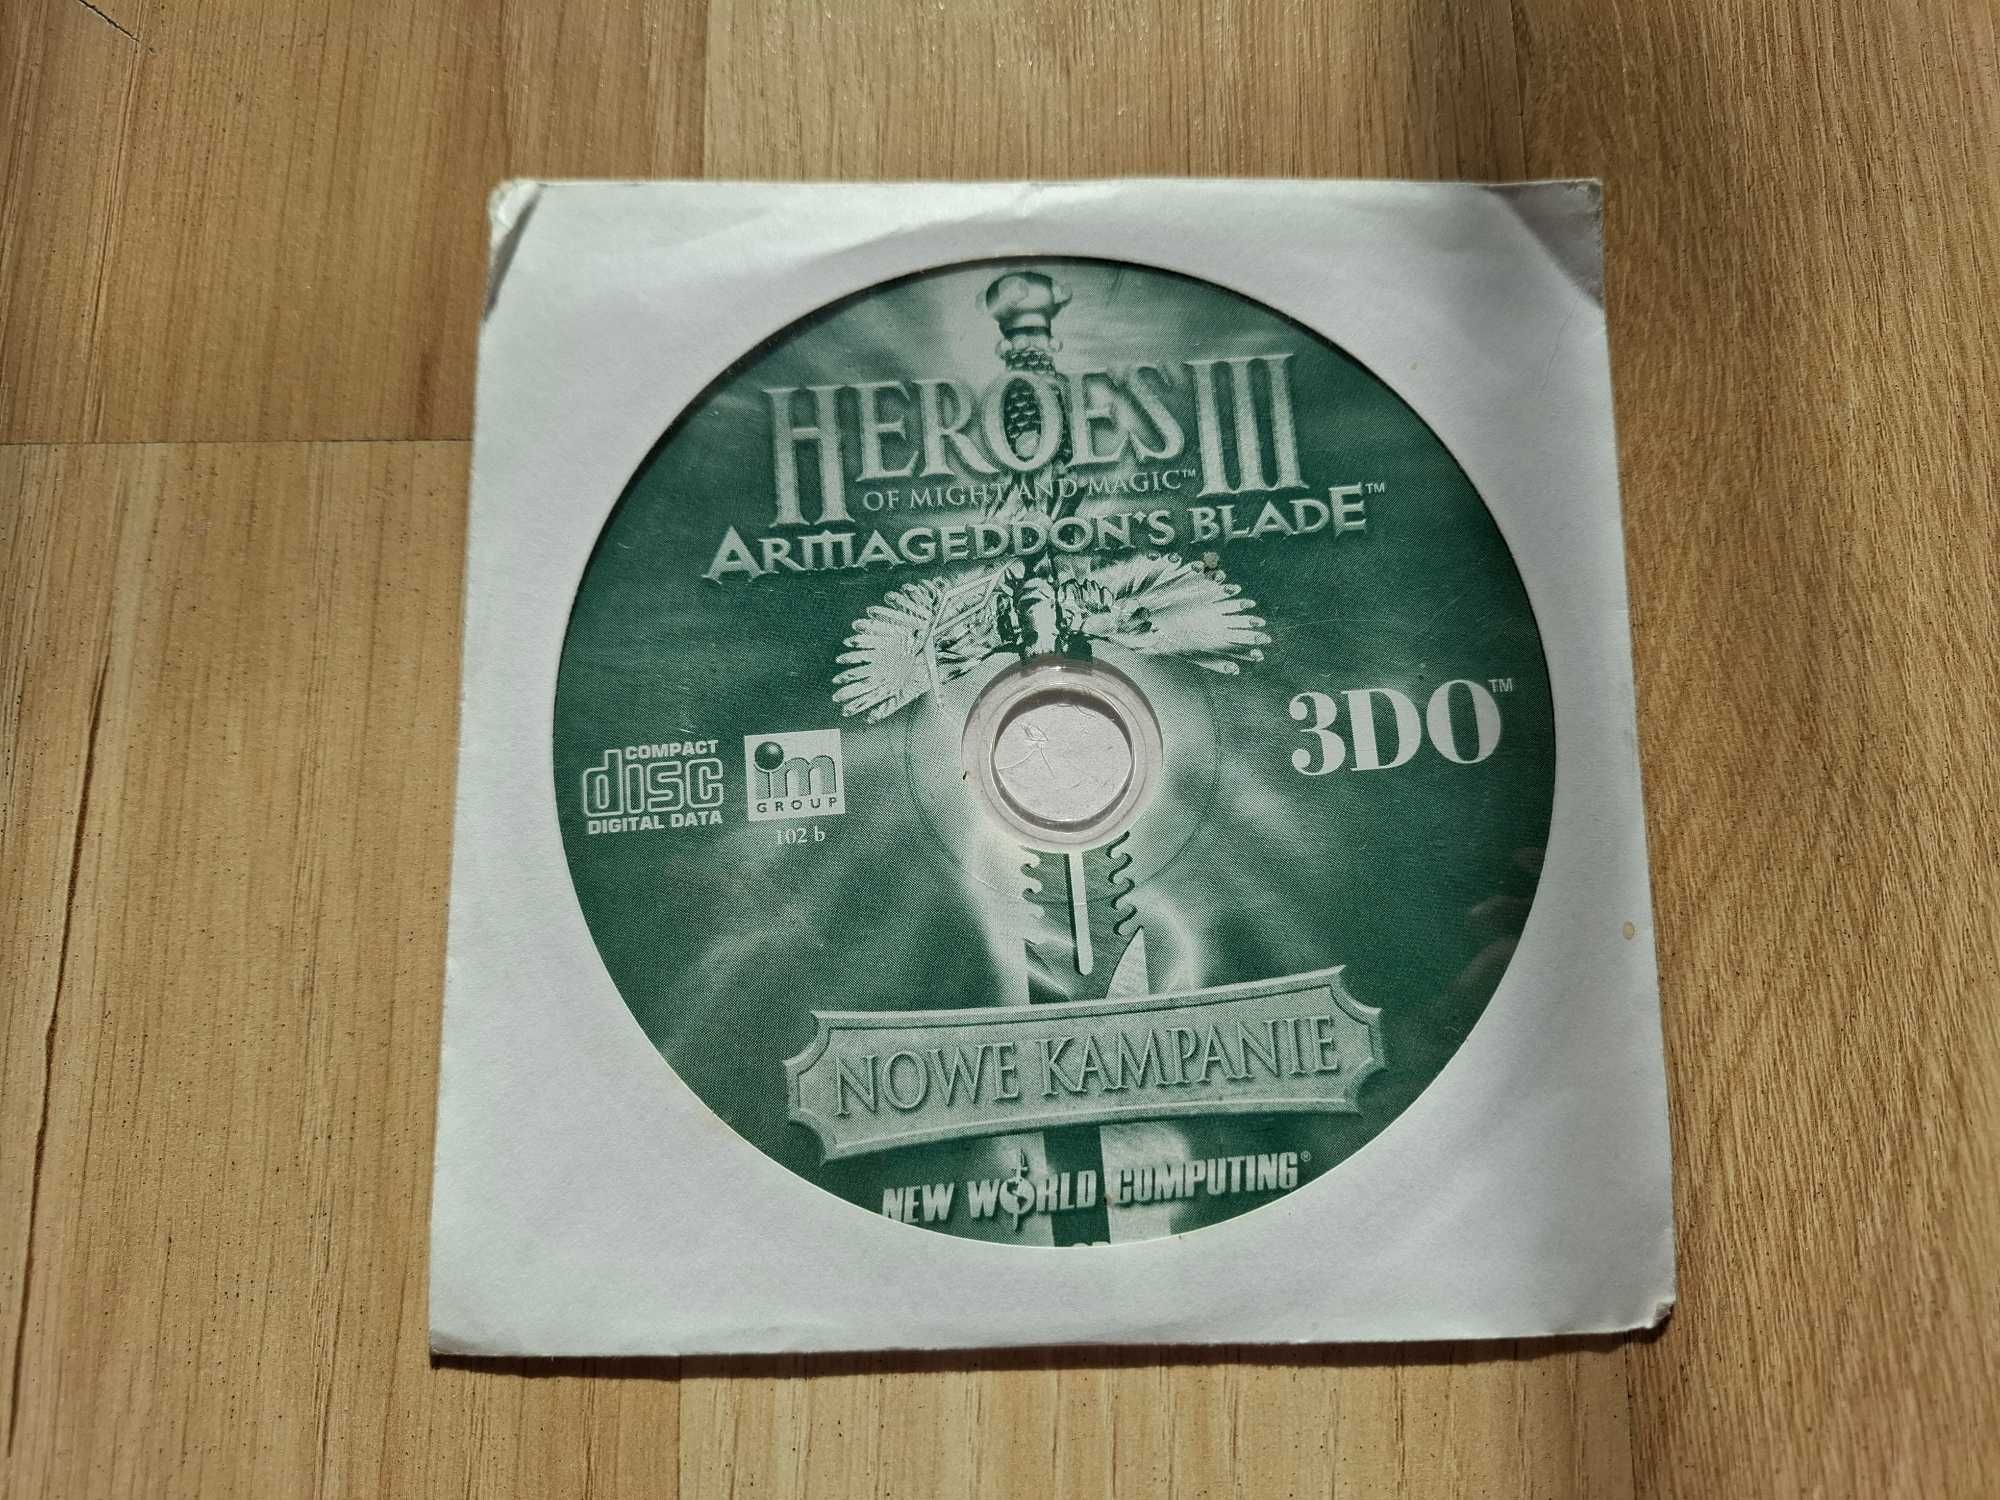 HEROES III
OF MIGHT AND MAGIC™
ARMAGEDDON'S BLADE™
3DO™
COMPACT
disc
DIGITAL DATA
im
GROUP
102 b
NOWE KAMPANIE
NEW WORLD COMPUTING®